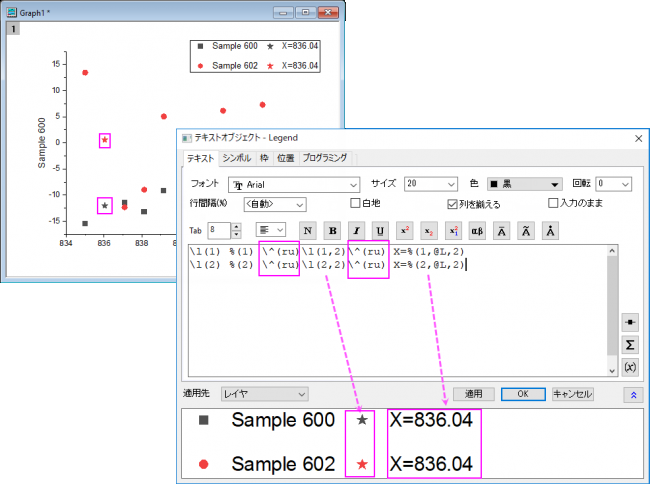 Graph1 *
1
Sample 600 X=836.04
Sample 602 X=836.04
Sample 600
15
10
5
0
-5
-10
-15
834 836 838
テキストオブジェクト - Legend
テキスト シンボル 枠 位置 プログラミング
フォント Arial サイズ 20 色 黒 回転 0
行間隔(%) <自動> 白地 列を揃える 入力のまま
Tab 8 N B I U x² x₂ x²₁ αβ Ā Ã Ȧ
\l(1) %(1) \^(ru)\l(1,2)\^(ru) X=%(1,@L,2)
\l(2) %(2) \^(ru)\l(2,2)\^(ru) X=%(2,@L,2)
Σ
(x)
適用先 レイヤ 適用 OK キャンセル
Sample 600 X=836.04
Sample 602 X=836.04